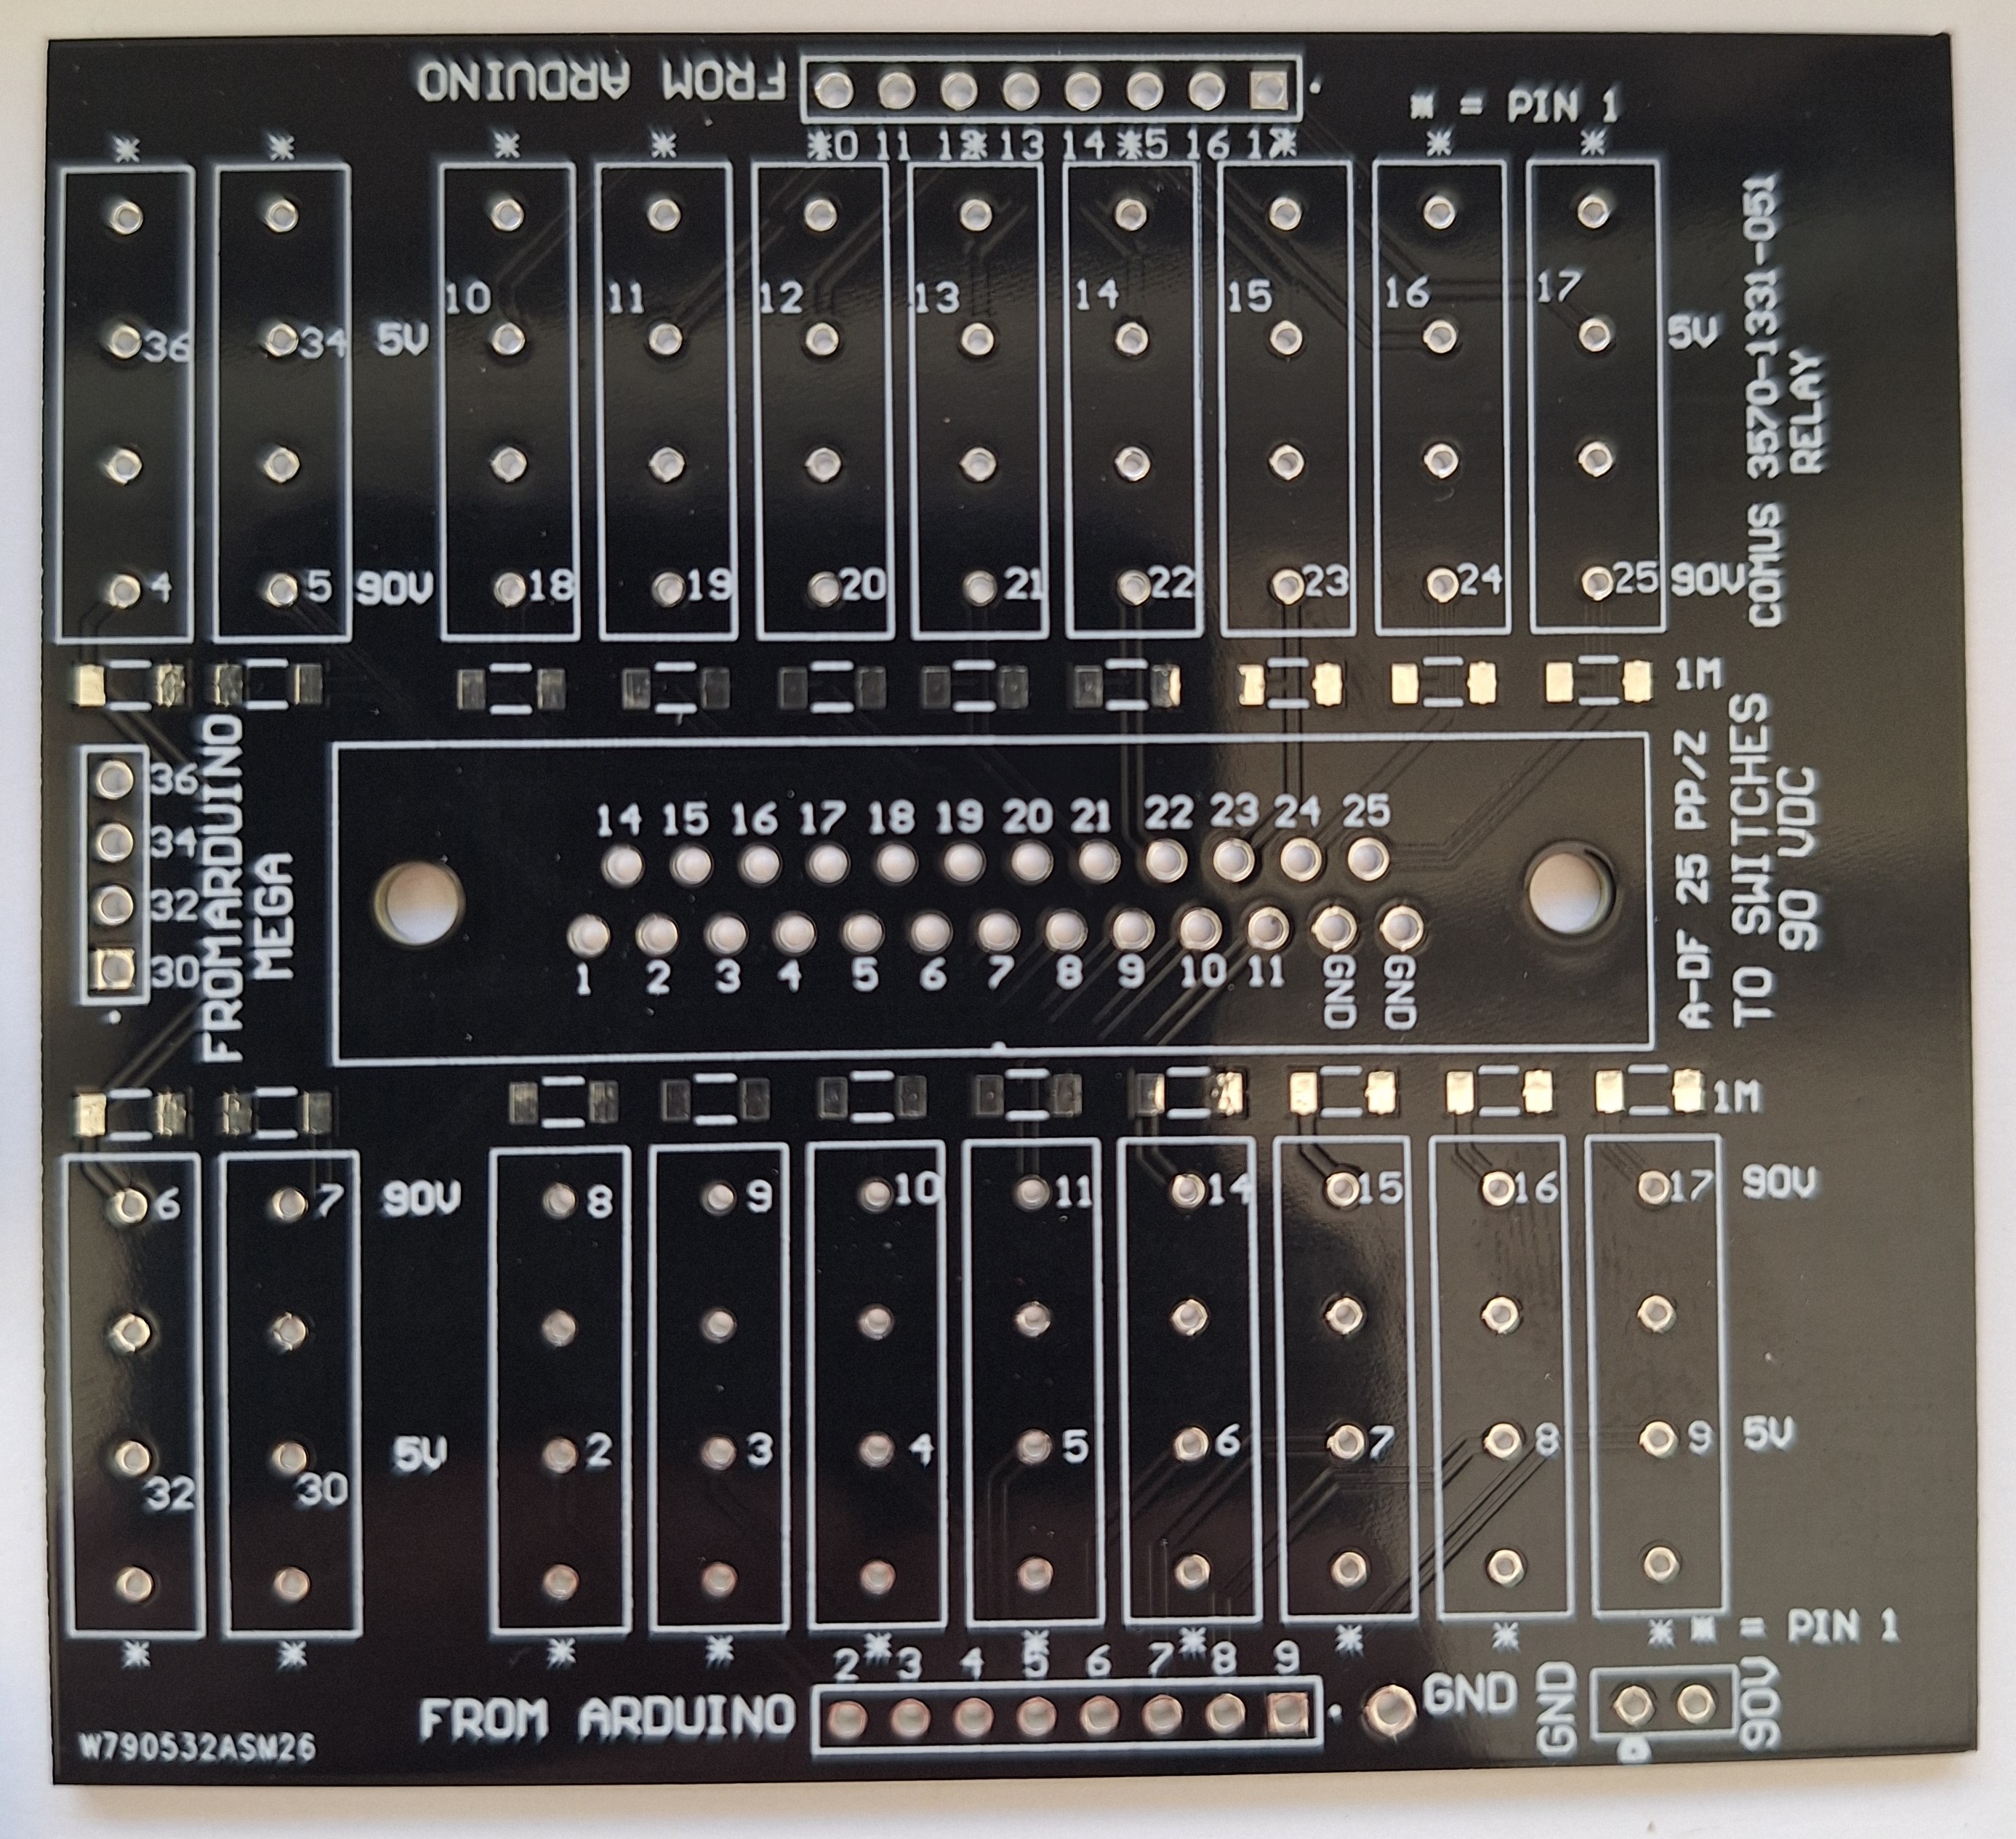 FROM ARDUINO
* = PIN 1
* * * * * * * * * *
10 11 12 13 14 15 16 17
10 11 12 13 14 15 16 17
36 34 5V 5V
COMUS 3570-1331-051
RELAY
4 5 90V 18 19 20 21 22 23 24 25 90V
1M
36
34
32
30
FROMARDUINO
MEGA
14 15 16 17 18 19 20 21 22 23 24 25
1 2 3 4 5 6 7 8 9 10 11 GND GND
A-DF 25 PP/Z
TO SWITCHES
90 VDC
1M
6 7 90V 8 9 10 11 14 15 16 17 90V
5V 2 3 4 5 6 7 8 9 5V
32 30
* * * * * * * * * * * = PIN 1
2 3 4 5 6 7 8 9
FROM ARDUINO
GND
GND
90V
W790532ASM26